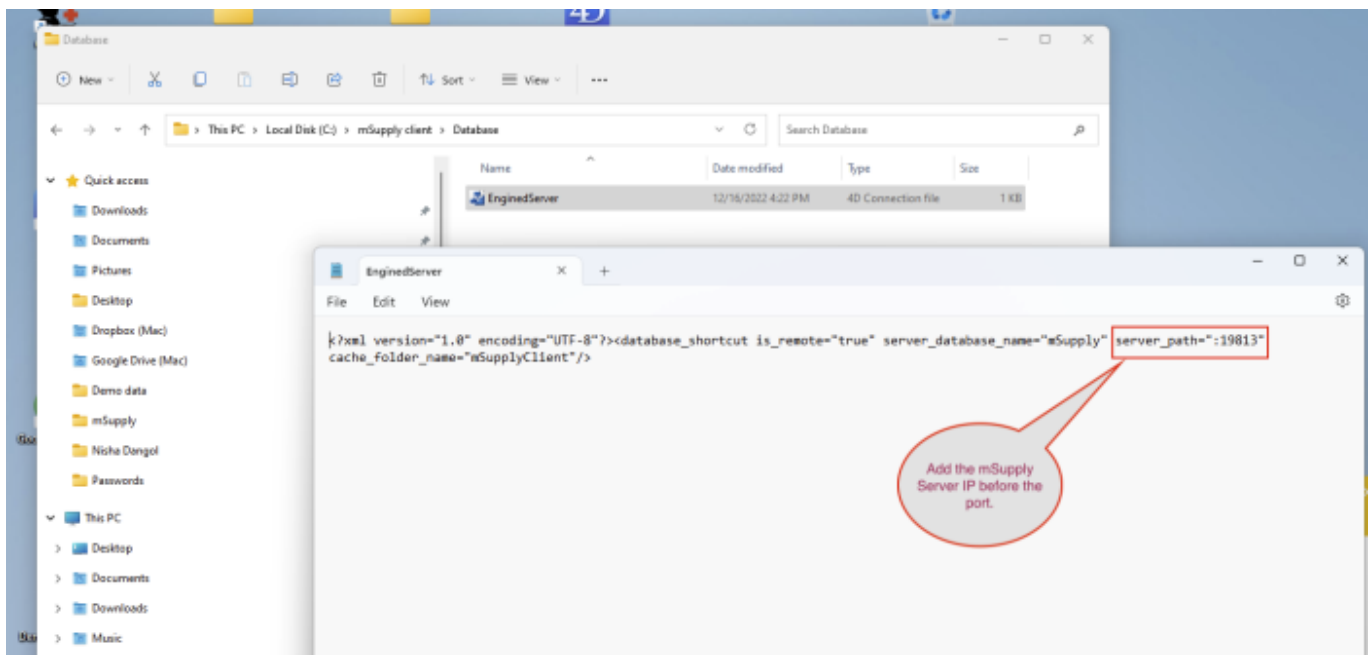 Database
New
Sort
View
This PC > Local Disk (C:) > mSupply client > Database
Search Database
Name
Date modified
Type
Size
Quick access
EnginedServer
12/16/2022 4:22 PM
4D Connection file
1 KB
Downloads
Documents
Pictures
Desktop
Dropbox (Mac)
Google Drive (Mac)
Demo data
mSupply
Nisha Dangol
Passwords
This PC
Desktop
Documents
Downloads
Music
EnginedServer
File Edit View
<?xml version="1.0" encoding="UTF-8"?><database_shortcut is_remote="true" server_database_name="mSupply" server_path=":19813"
cache_folder_name="mSupplyClient"/>
Add the mSupply
Server IP before the
port.